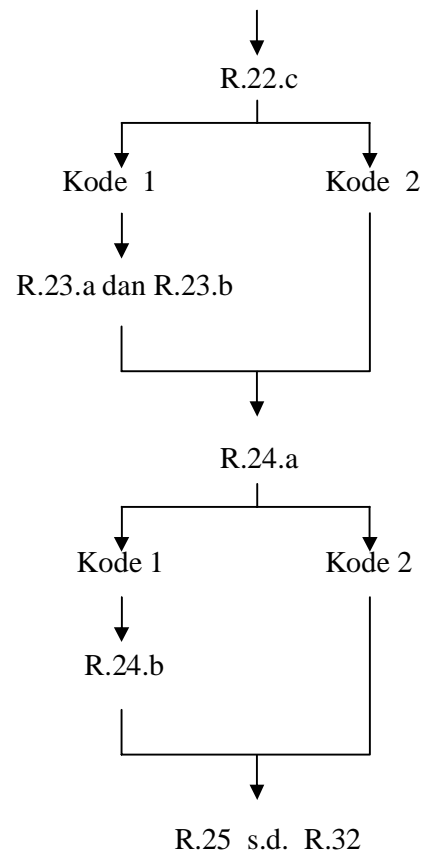 R.22.c
Kode 1 Kode 2
R.23.a dan R.23.b
R.24.a
Kode 1 Kode 2
R.24.b
R.25 s.d. R.32